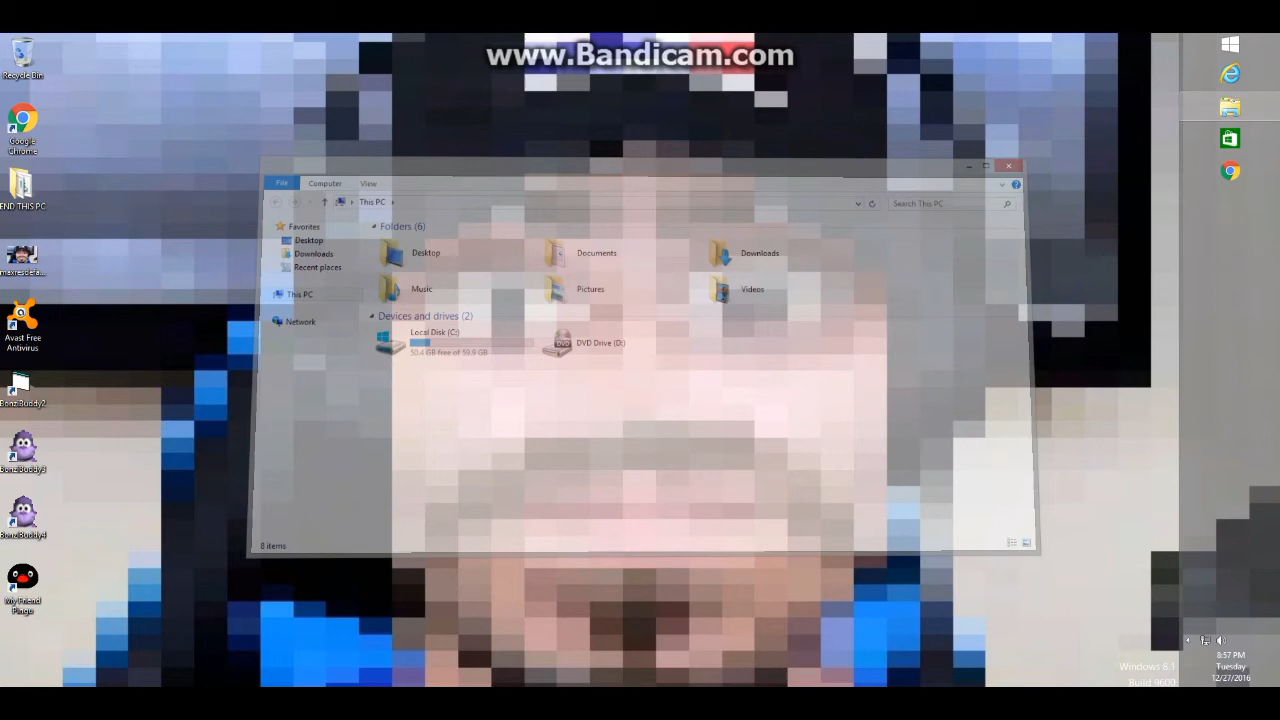 www.Bandicam.com
Recycle Bin
Google
Chrome
END THIS PC
maxresdefa...
Avast Free
Antivirus
BonziBuddy2
BonziBuddy3
BonziBuddy4
My Friend
Pingu
File
Computer
View
This PC
Search This PC
Favorites
Desktop
Downloads
Recent places
This PC
Network
Folders (6)
Desktop
Documents
Downloads
Music
Pictures
Videos
Devices and drives (2)
Local Disk (C:)
50.4 GB free of 59.9 GB
DVD
DVD Drive (D:)
8 items
8:57 PM
Tuesday
12/27/2016
Windows 8.1
Build 9600